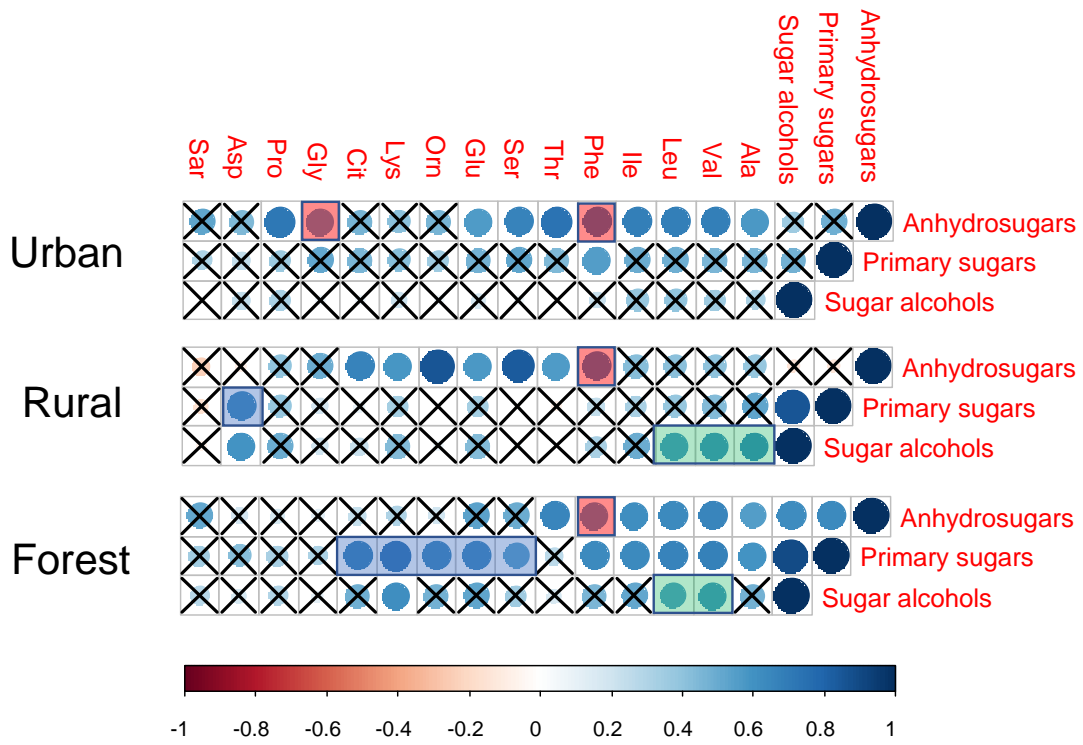 Sar Asp Pro Gly Cit Lys Orn Glu Ser Thr Phe Ile Leu Val Ala Sugar alcohols Primary sugars Anhydrosugars
Urban
Anhydrosugars
Primary sugars
Sugar alcohols
Rural
Anhydrosugars
Primary sugars
Sugar alcohols
Forest
Anhydrosugars
Primary sugars
Sugar alcohols
-1 -0.8 -0.6 -0.4 -0.2 0 0.2 0.4 0.6 0.8 1